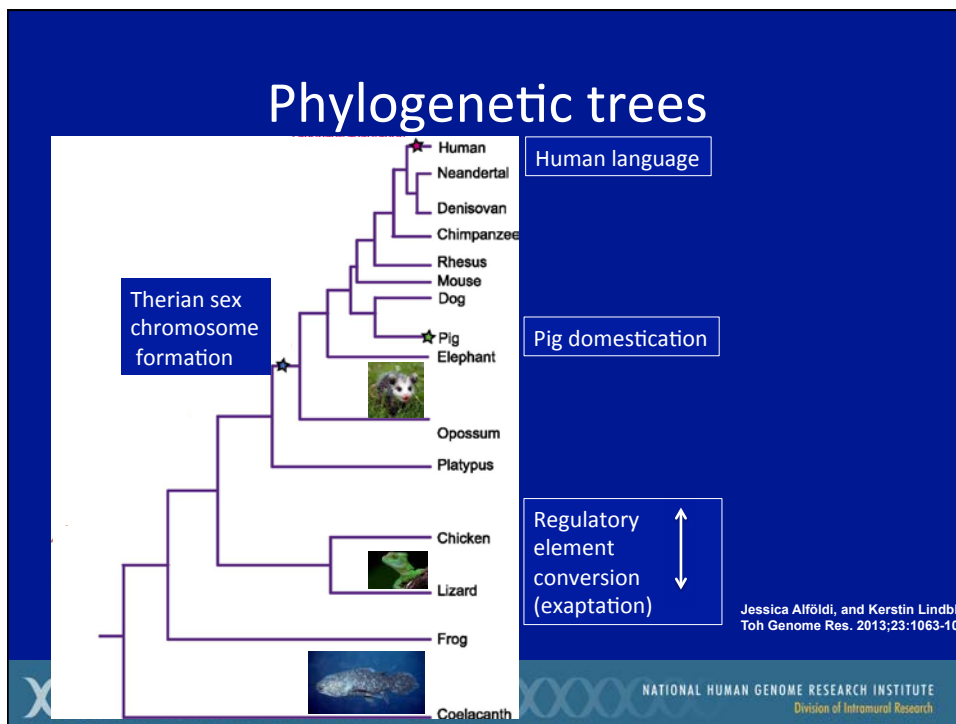 Phylogenetic trees
Human
Human language
Neandertal
Denisovan
Chimpanzee
Rhesus
Mouse
Dog
Therian sex
chromosome
formation
Pig
Pig domestication
Elephant
Opossum
Platypus
Chicken
Lizard
Regulatory
element
conversion
(exaptation)
Jessica Alföldi, and Kerstin Lindbl
Toh Genome Res. 2013;23:1063-10
Frog
Coelacanth
NATIONAL HUMAN GENOME RESEARCH INSTITUTE
Division of Intramural Research